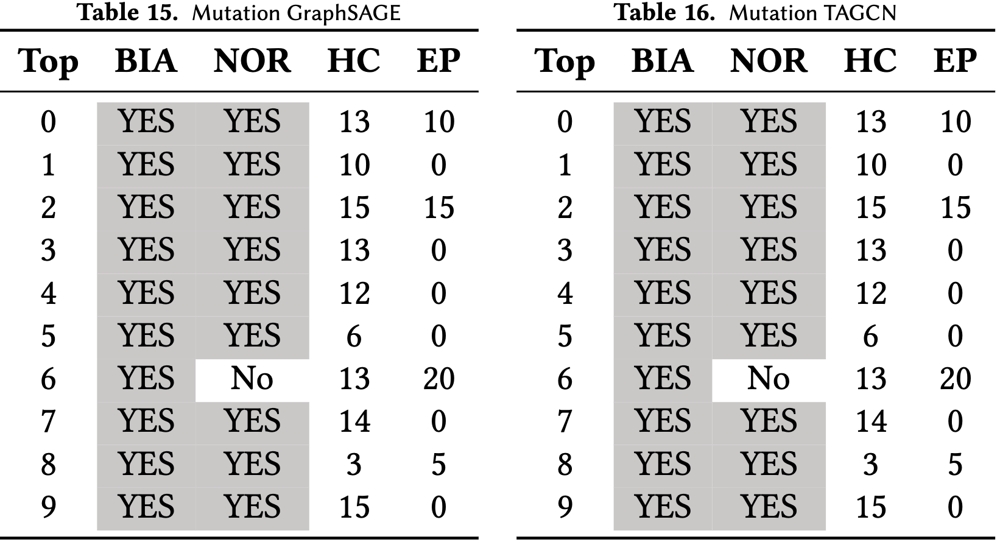 Table 15. Mutation GraphSAGE
Top BIA NOR HC EP
0 YES YES 13 10
1 YES YES 10 0
2 YES YES 15 15
3 YES YES 13 0
4 YES YES 12 0
5 YES YES 6 0
6 YES No 13 20
7 YES YES 14 0
8 YES YES 3 5
9 YES YES 15 0
Table 16. Mutation TAGCN
Top BIA NOR HC EP
0 YES YES 13 10
1 YES YES 10 0
2 YES YES 15 15
3 YES YES 13 0
4 YES YES 12 0
5 YES YES 6 0
6 YES No 13 20
7 YES YES 14 0
8 YES YES 3 5
9 YES YES 15 0